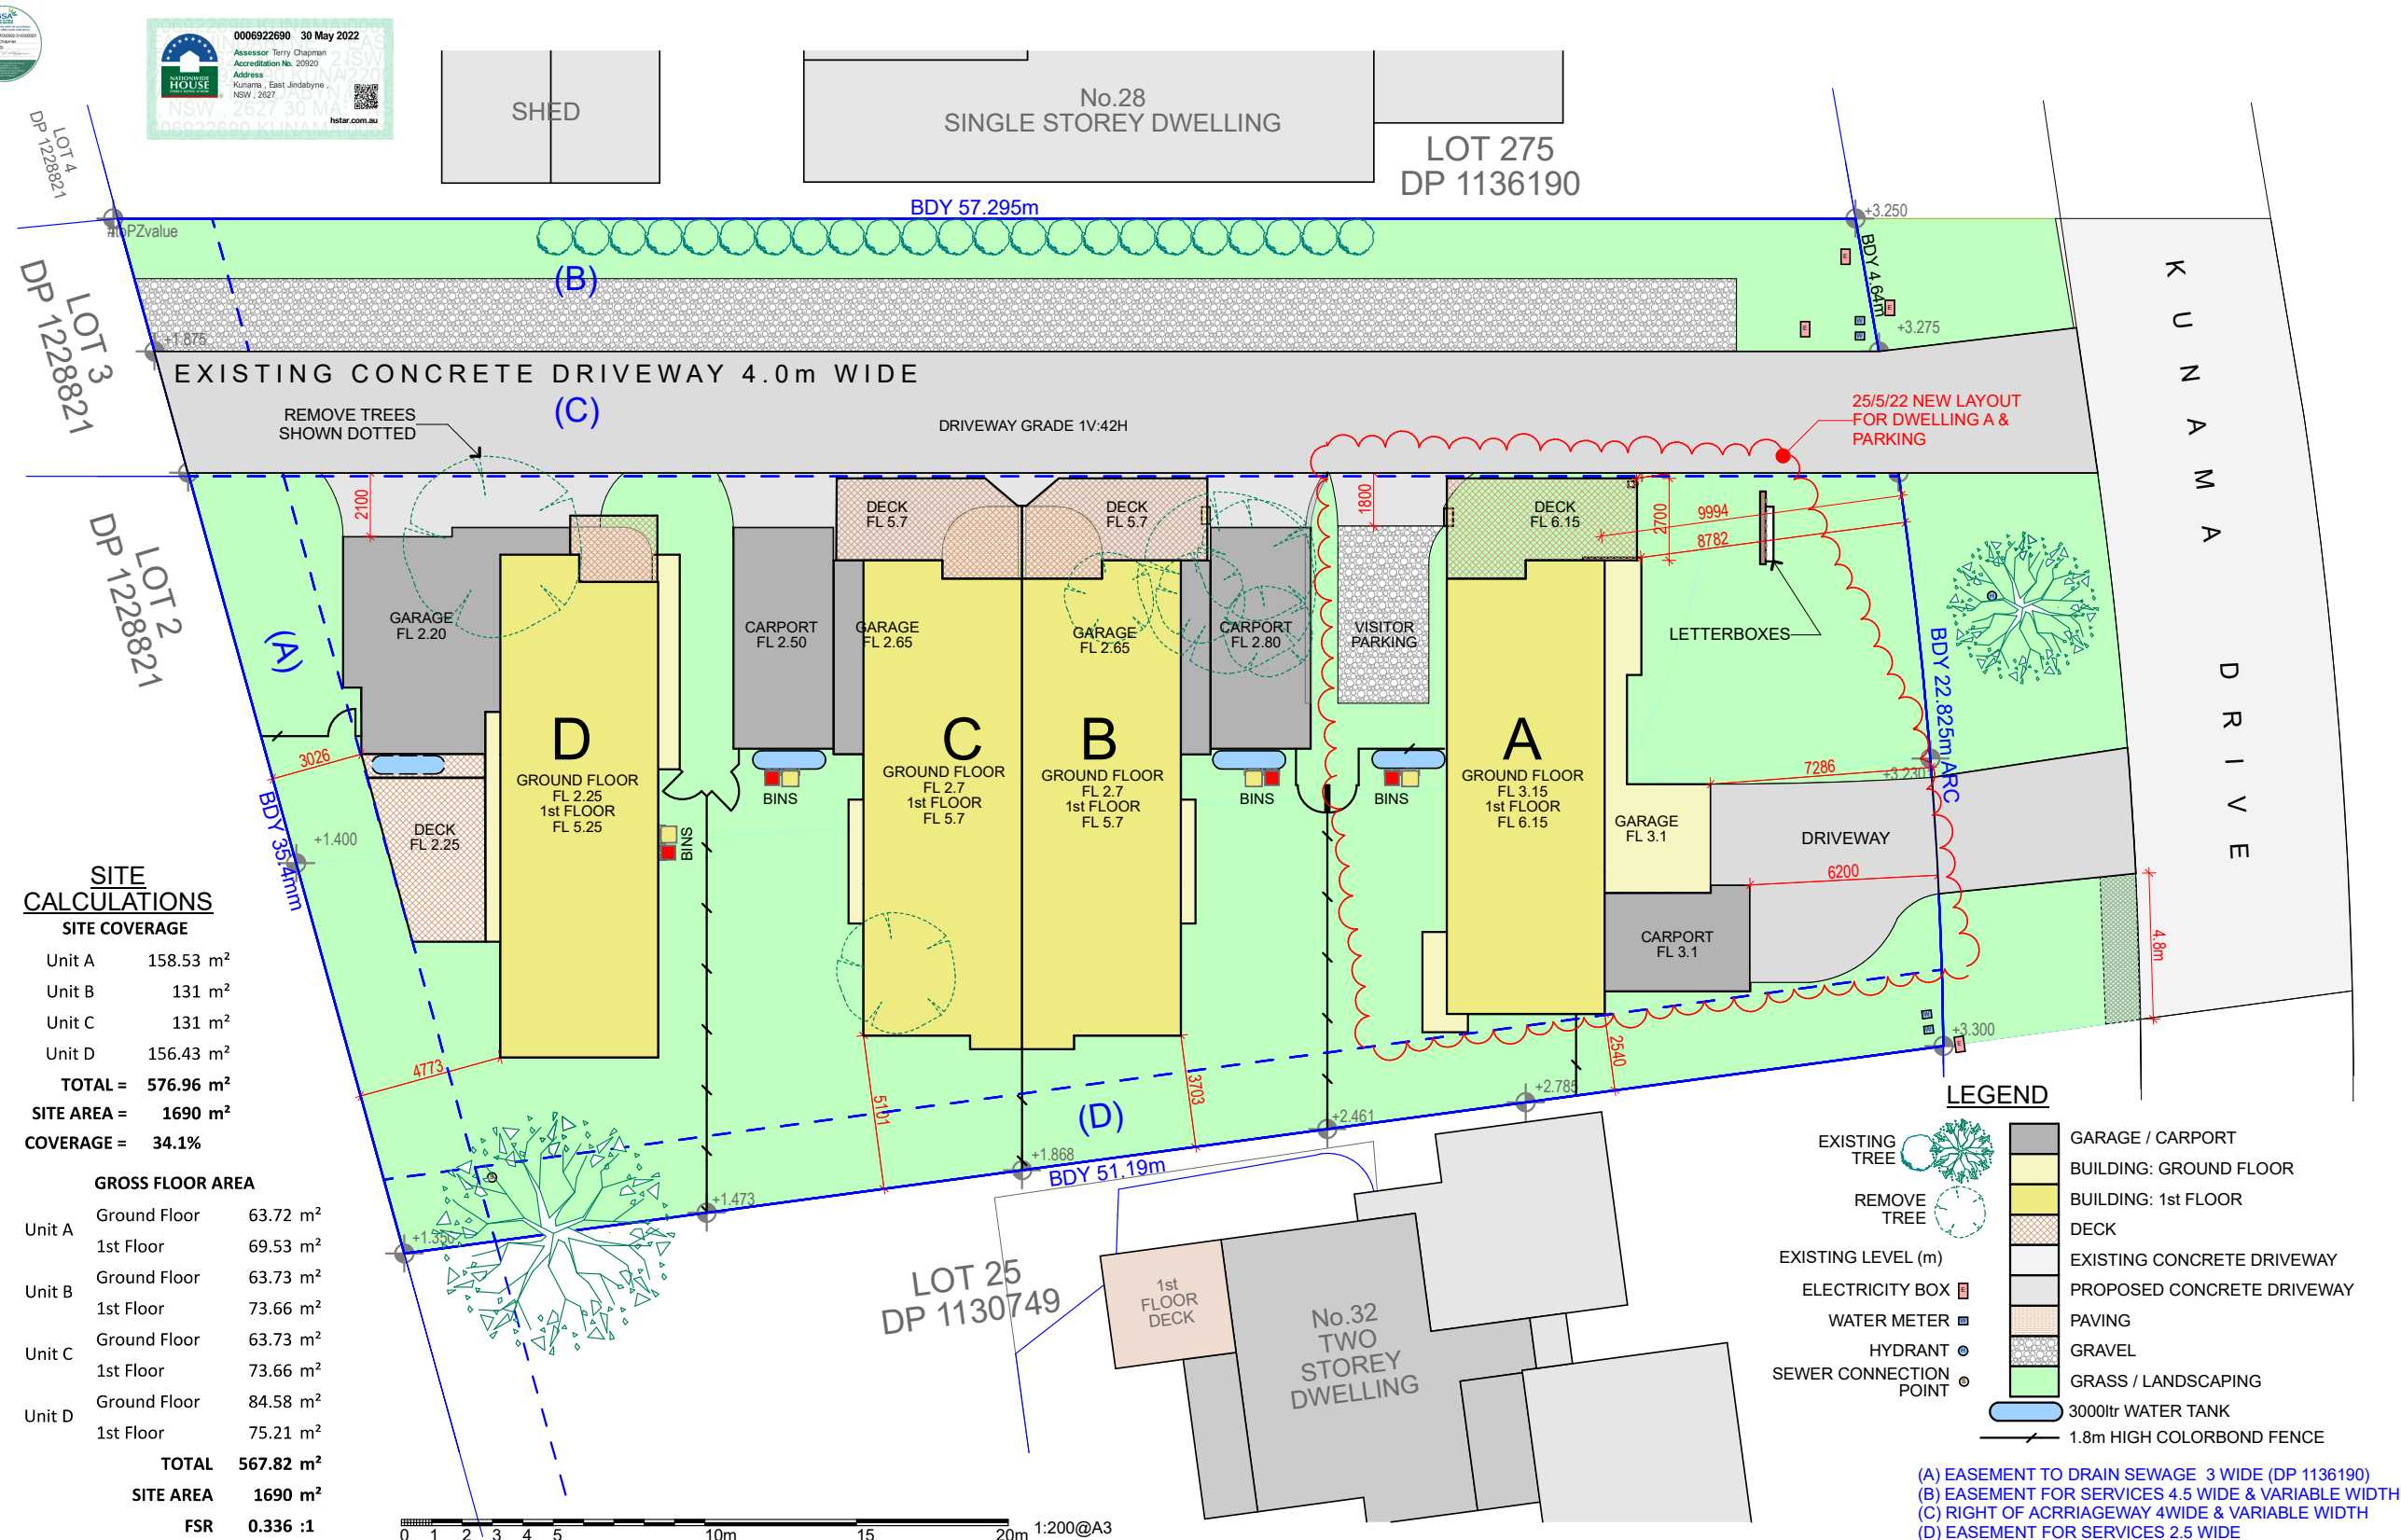 0006922690 30 May 2022
Assessor Terry Chapman
Accreditation No. 20920
Address
Kunama , East Jindabyne ,
NSW , 2627
NATIONWIDE
HOUSE
hstar.com.au
SHED
No.28
SINGLE STOREY DWELLING
LOT 275
DP 1136190
LOT 4
DP 1228821
BDY 57.295m
#toPZvalue
+3.250
(B)
BDY 4.64m
+3.275
LOT 3
DP 1228821
+1.875
EXISTING CONCRETE DRIVEWAY 4.0m WIDE
(C)
REMOVE TREES
SHOWN DOTTED
DRIVEWAY GRADE 1V:42H
25/5/22 NEW LAYOUT
FOR DWELLING A &
PARKING
KUNAMA DRIVE
LOT 2
DP 1228821
2100
DECK
FL 5.7
DECK
FL 5.7
1800
DECK
FL 6.15
2700
9994
8782
(A)
GARAGE
FL 2.20
CARPORT
FL 2.50
GARAGE
FL 2.65
GARAGE
FL 2.65
CARPORT
FL 2.80
VISITOR
PARKING
LETTERBOXES
BDY 22.825m ARC
D
GROUND FLOOR
FL 2.25
1st FLOOR
FL 5.25
C
GROUND FLOOR
FL 2.7
1st FLOOR
FL 5.7
B
GROUND FLOOR
FL 2.7
1st FLOOR
FL 5.7
A
GROUND FLOOR
FL 3.15
1st FLOOR
FL 6.15
3026
BINS
BINS
BINS
BINS
7286
+3.230
DECK
FL 2.25
GARAGE
FL 3.1
DRIVEWAY
6200
CARPORT
FL 3.1
4.8m
BDY 35.4mm
+1.400
4773
5101
3703
2540
+3.300
+2.785
+2.461
(D)
+1.868
BDY 51.19m
+1.473
+1.350
LOT 25
DP 1130749
1st
FLOOR
DECK
No.32
TWO
STOREY
DWELLING
SITE
CALCULATIONS
SITE COVERAGE
Unit A 158.53 m²
Unit B 131 m²
Unit C 131 m²
Unit D 156.43 m²
TOTAL = 576.96 m²
SITE AREA = 1690 m²
COVERAGE = 34.1%
GROSS FLOOR AREA
Unit A Ground Floor 63.72 m²
1st Floor 69.53 m²
Unit B Ground Floor 63.73 m²
1st Floor 73.66 m²
Unit C Ground Floor 63.73 m²
1st Floor 73.66 m²
Unit D Ground Floor 84.58 m²
1st Floor 75.21 m²
TOTAL 567.82 m²
SITE AREA 1690 m²
FSR 0.336 :1
0 1 2 3 4 5 10m 15 20m 1:200@A3
LEGEND
EXISTING
TREE
REMOVE
TREE
EXISTING LEVEL (m)
ELECTRICITY BOX
WATER METER
HYDRANT
SEWER CONNECTION
POINT
GARAGE / CARPORT
BUILDING: GROUND FLOOR
BUILDING: 1st FLOOR
DECK
EXISTING CONCRETE DRIVEWAY
PROPOSED CONCRETE DRIVEWAY
PAVING
GRAVEL
GRASS / LANDSCAPING
3000ltr WATER TANK
1.8m HIGH COLORBOND FENCE
(A) EASEMENT TO DRAIN SEWAGE 3 WIDE (DP 1136190)
(B) EASEMENT FOR SERVICES 4.5 WIDE & VARIABLE WIDTH
(C) RIGHT OF ACRRIAGEWAY 4WIDE & VARIABLE WIDTH
(D) EASEMENT FOR SERVICES 2.5 WIDE